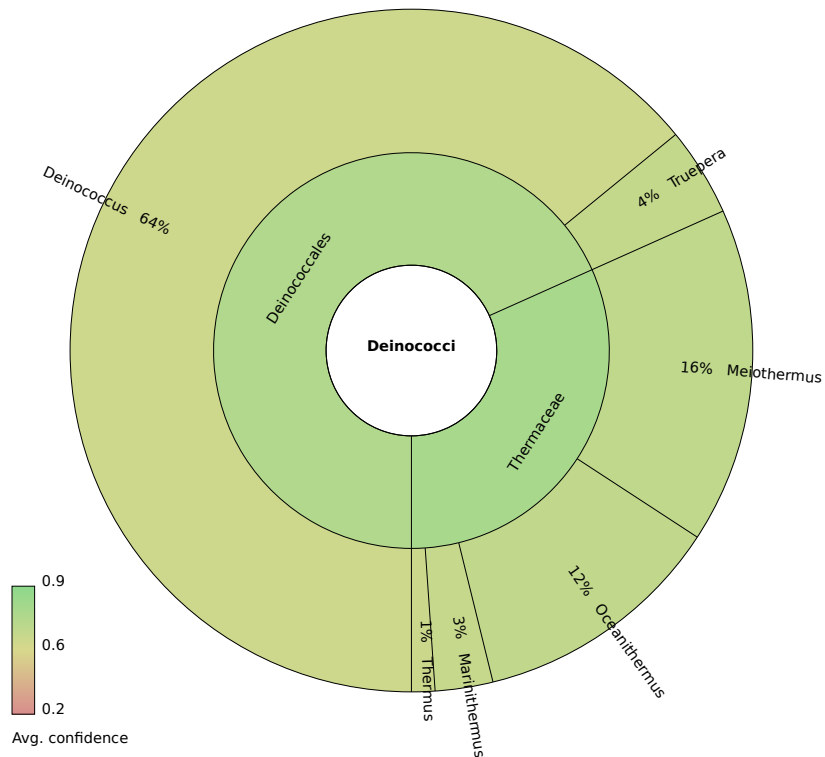 Deinococci
Deinococcales
Thermaceae
Deinococcus 64%
4% Truepera
16% Meiothermus
12% Oceanithermus
3% Marinithermus
1% Thermus
0.9
0.6
0.2
Avg. confidence